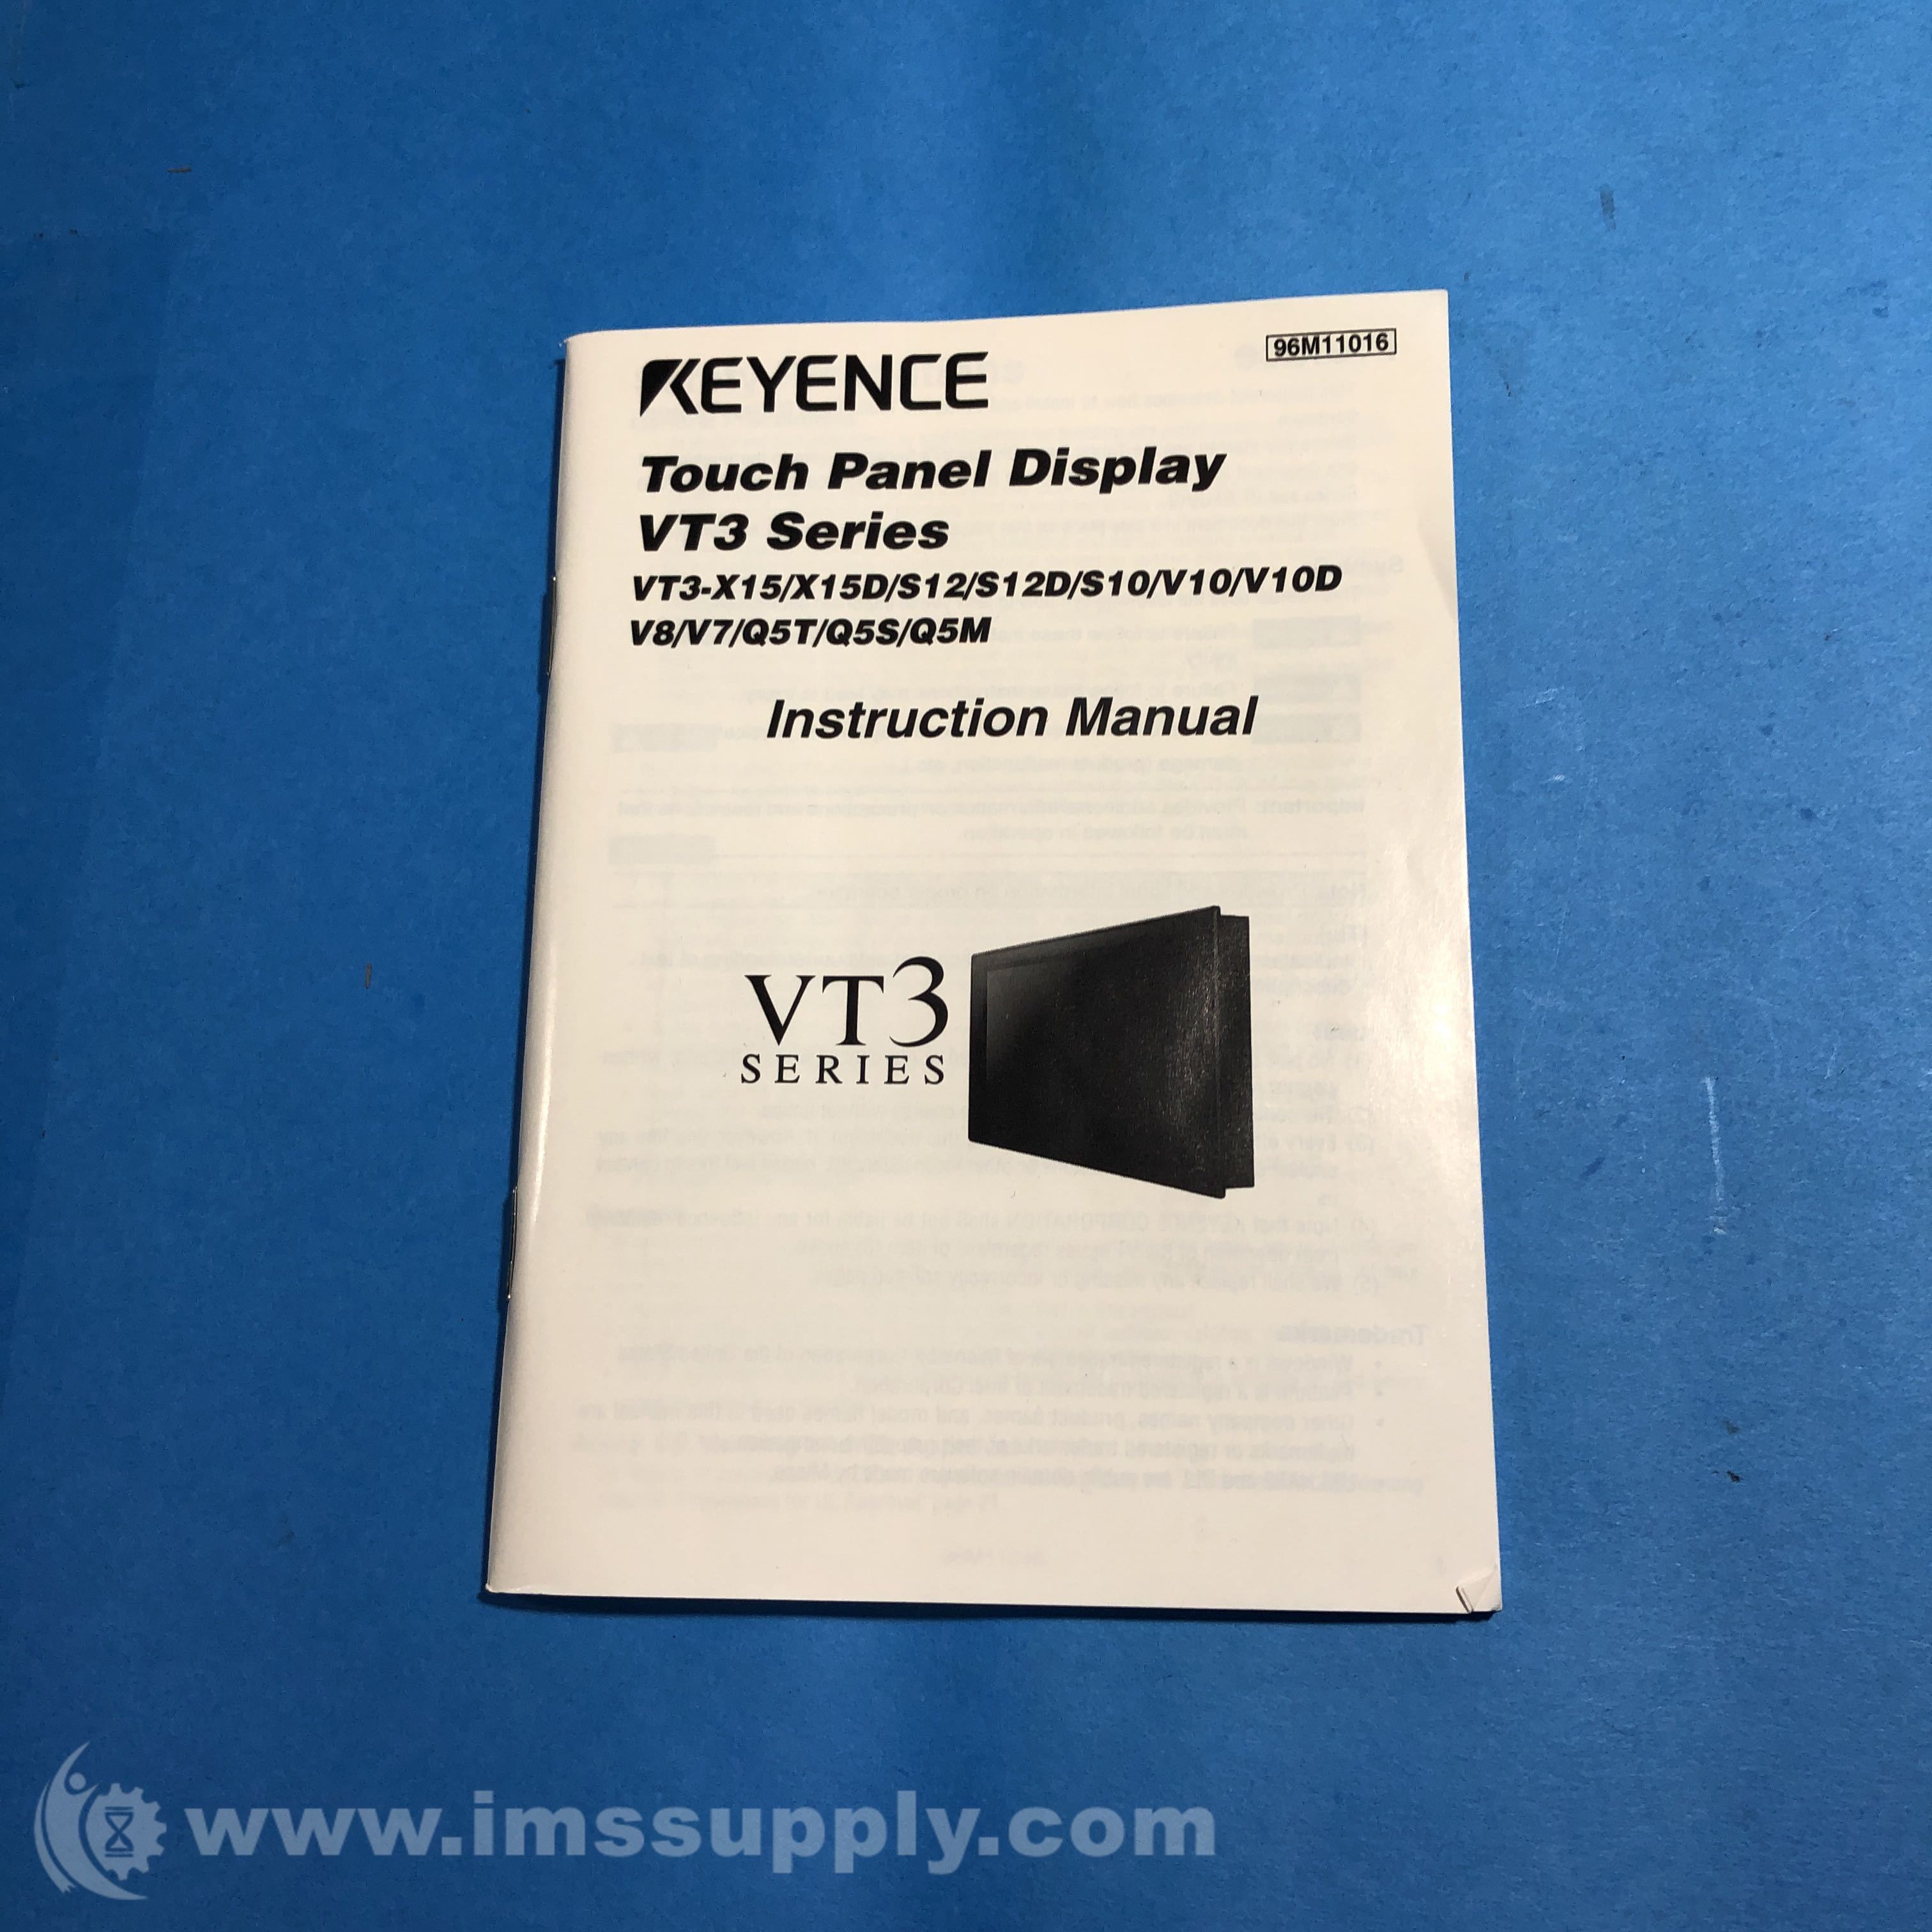 96M11016
KEYENCE
Touch Panel Display
VT3 Series
VT3-X15/X15D/S12/S12D/S10/V10/V10D
V8/V7/Q5T/Q5S/Q5M
Instruction Manual
VT3
SERIES
www.imssupply.com